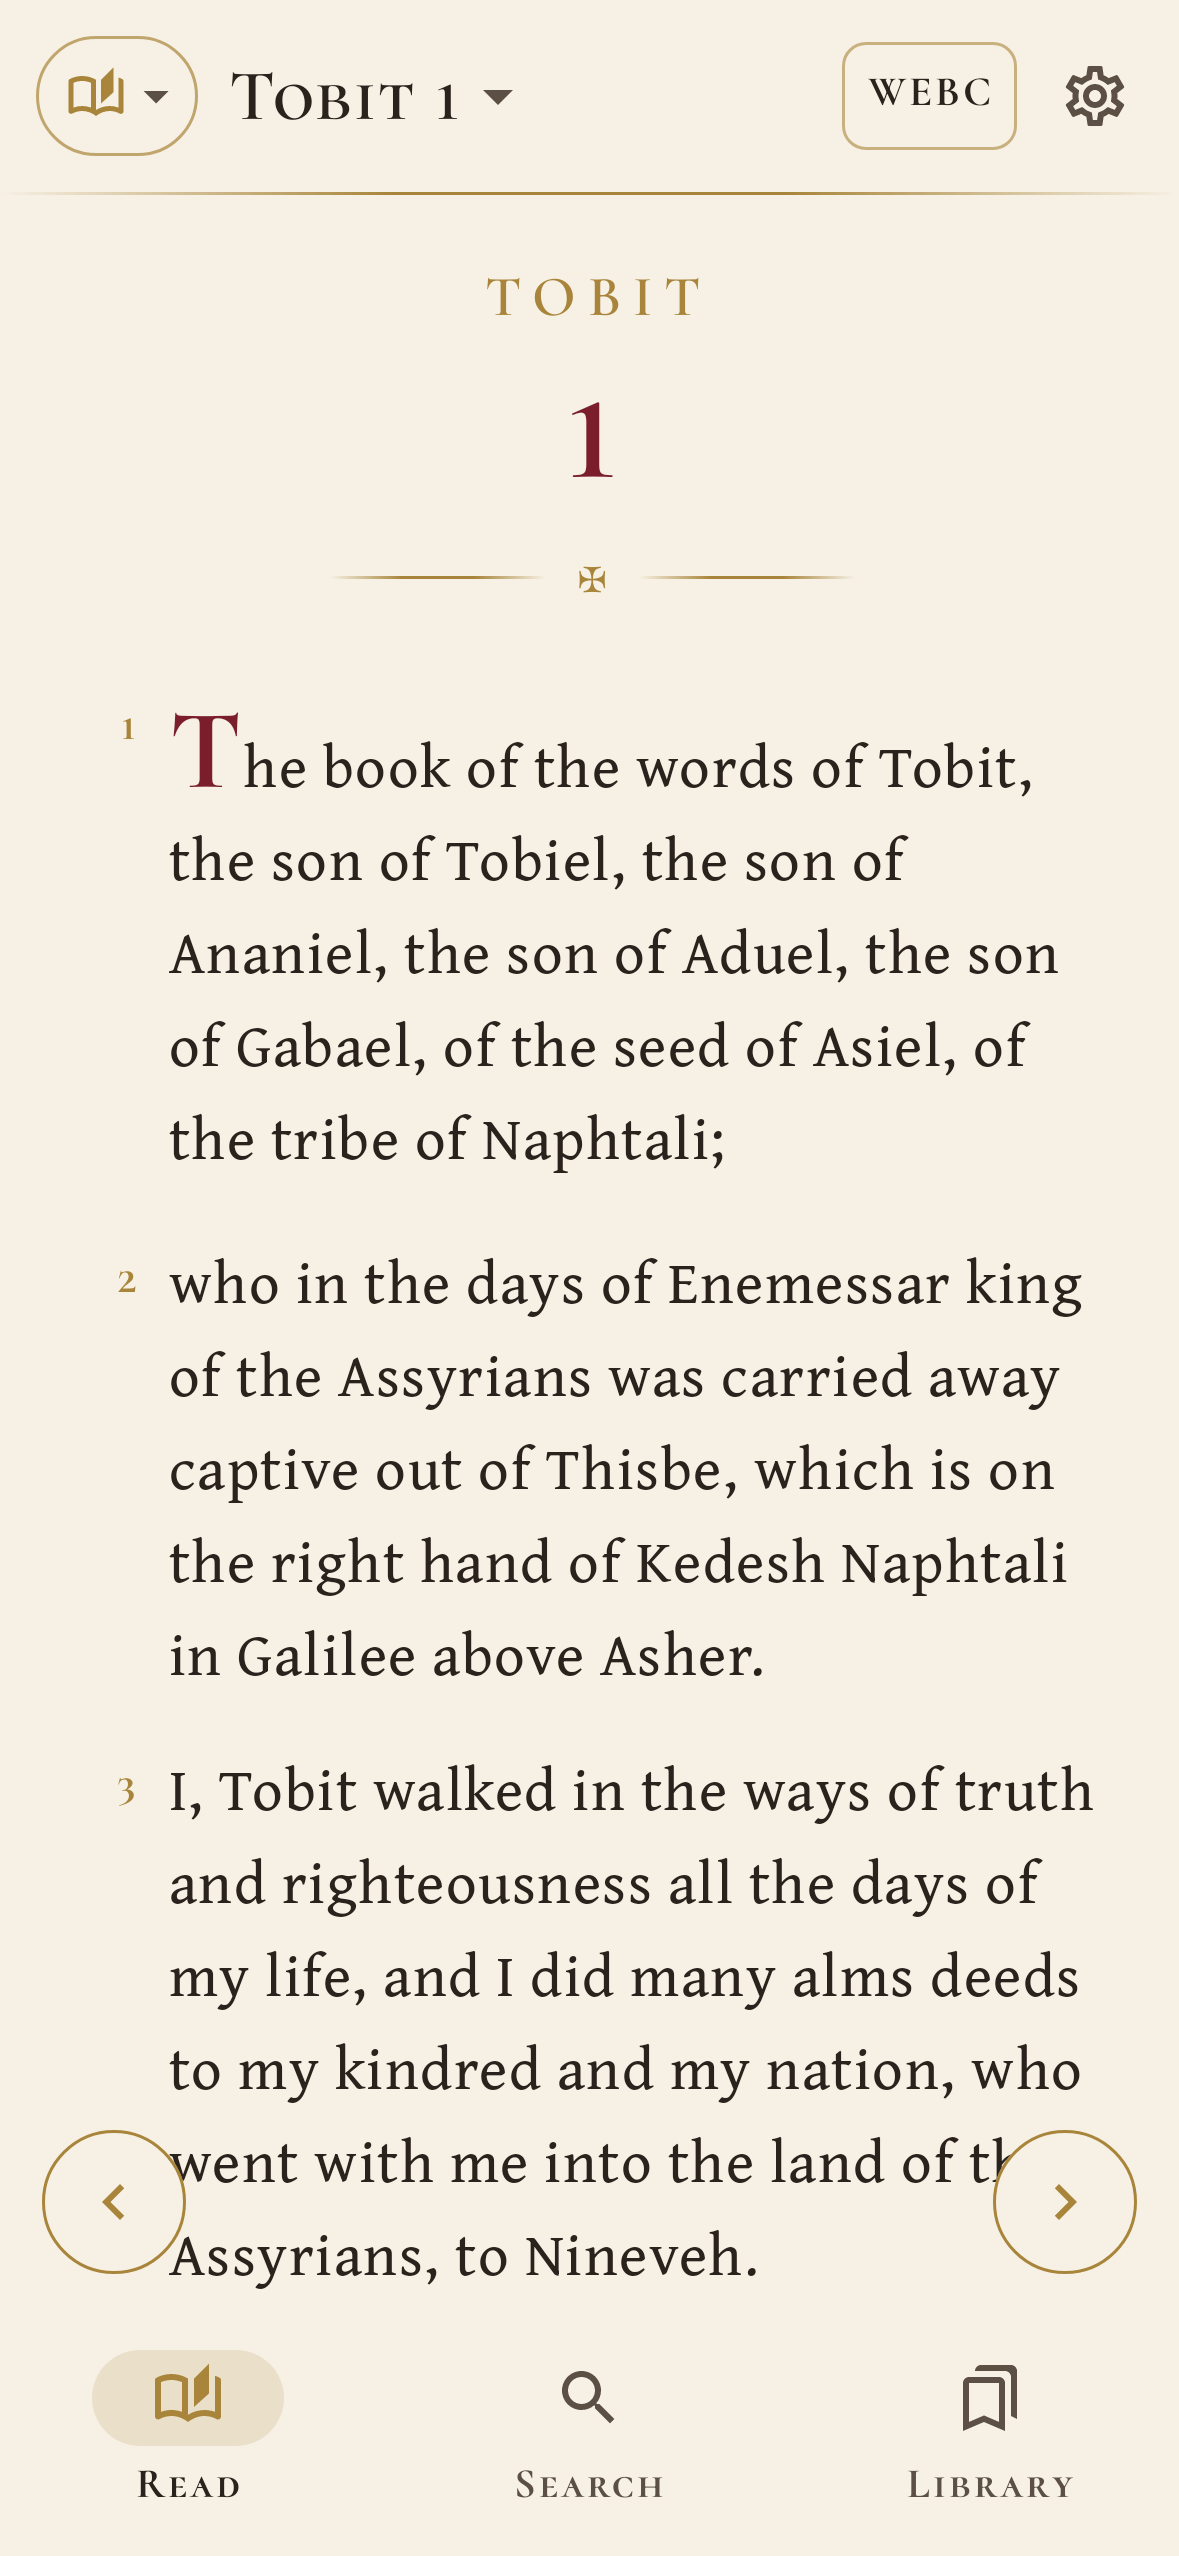 Tobit 1
WEBC
TOBIT
1
✠
1 The book of the words of Tobit,
the son of Tobiel, the son of
Ananiel, the son of Aduel, the son
of Gabael, of the seed of Asiel, of
the tribe of Naphtali;
2 who in the days of Enemessar king
of the Assyrians was carried away
captive out of Thisbe, which is on
the right hand of Kedesh Naphtali
in Galilee above Asher.
3 I, Tobit walked in the ways of truth
and righteousness all the days of
my life, and I did many alms deeds
to my kindred and my nation, who
went with me into the land of
Assyrians, to Nineveh.
Read
Search
Library